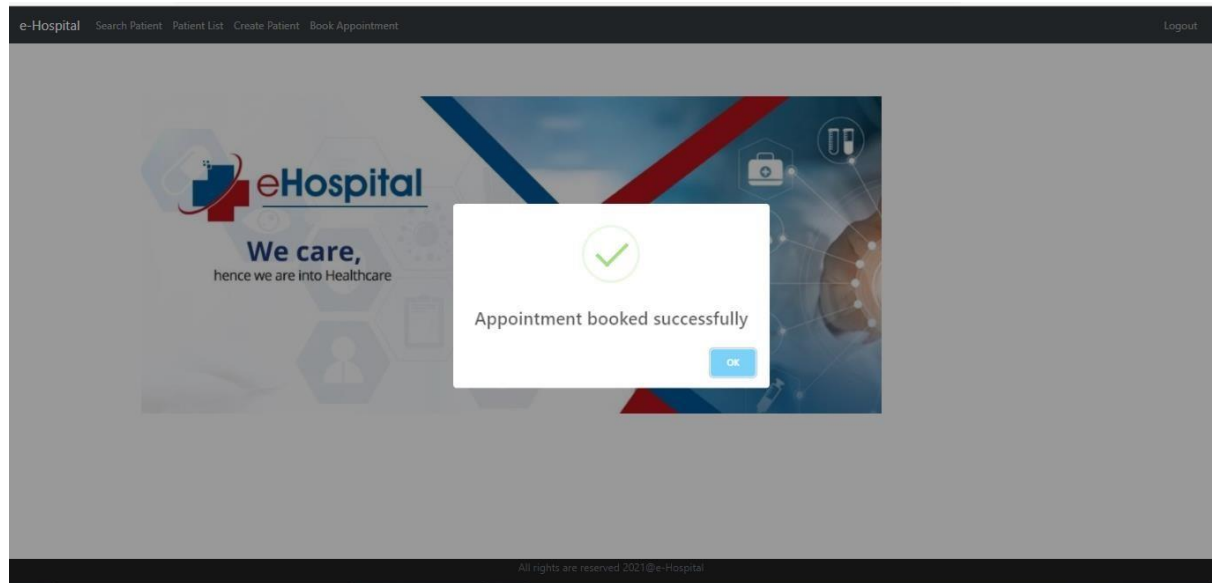 e-Hospital Search Patient Patient List Create Patient Book Appointment Logout
eHospital
We care,
hence we are into Healthcare
Appointment booked successfully
OK
All rights are reserved 2021@e-Hospital